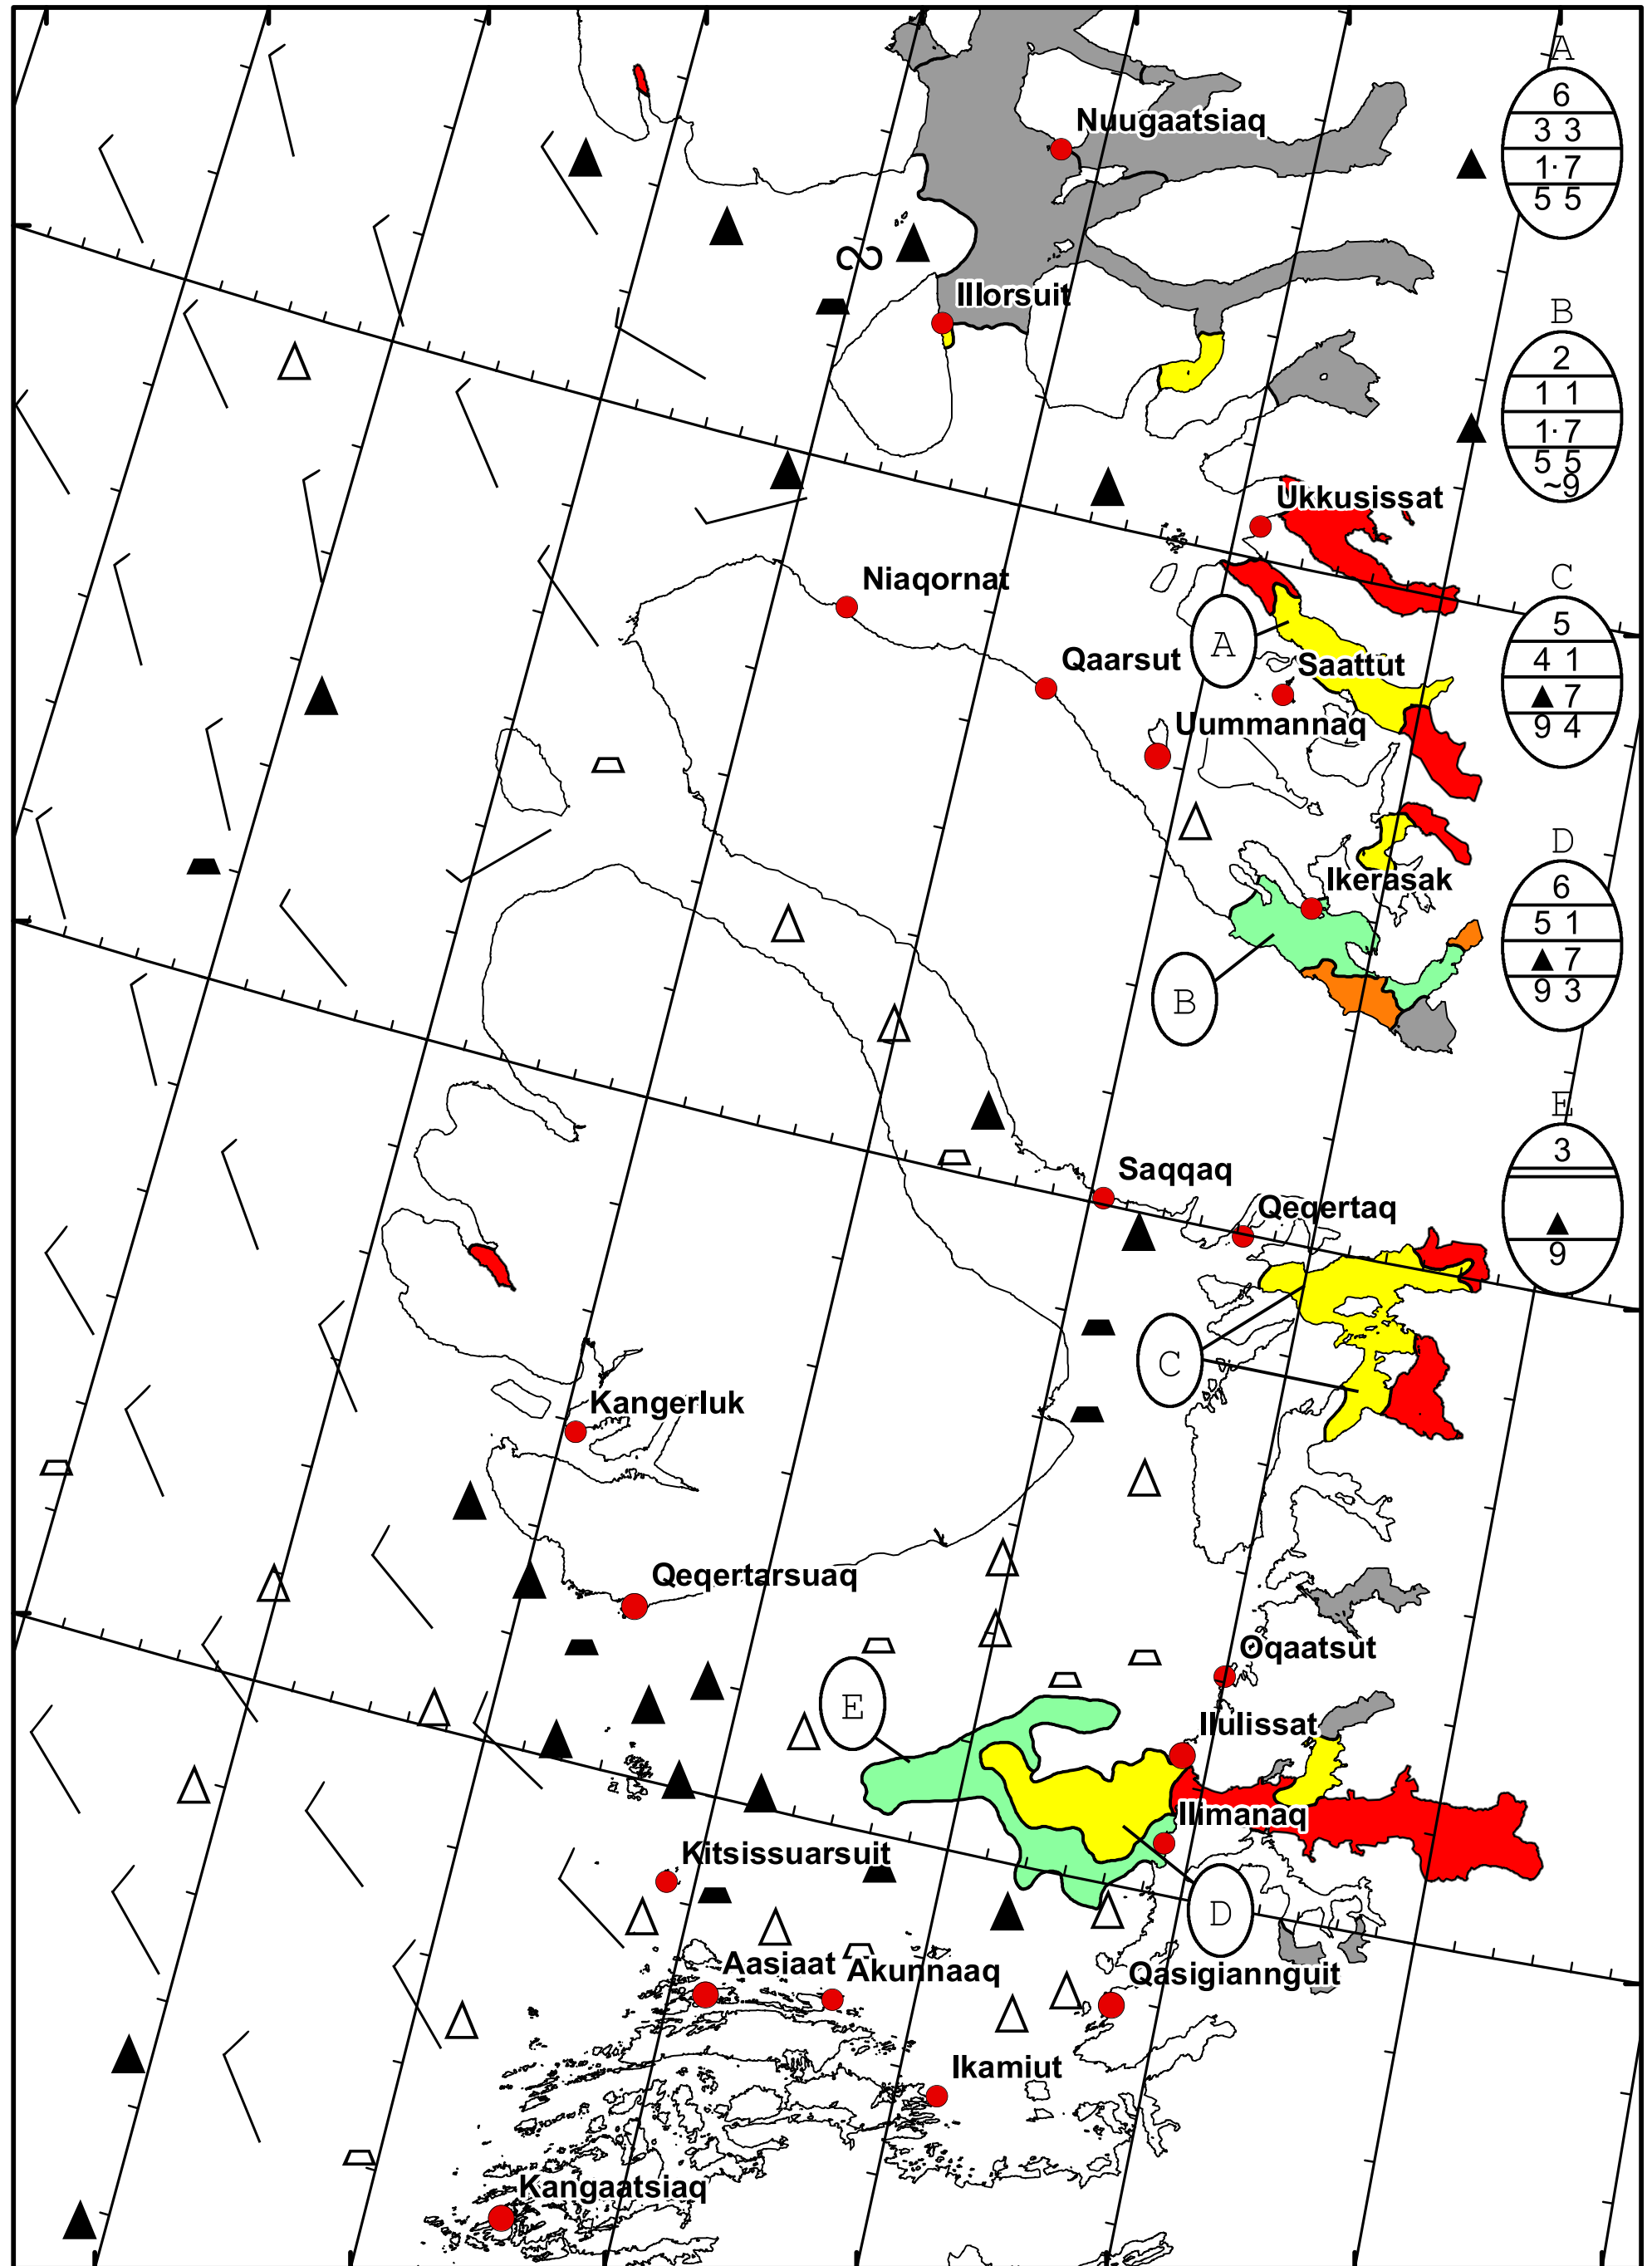 A
6
3 3
1· 7
5 5
Nuugaatsiaq
∞
Illorsuit
B
2
1 1
1· 7
5 5
~9
Ukkusissat
Niaqornat
C
5
4 1
▲ 7
9 4
A
Qaarsut
Saattut
Uummannaq
D
6
5 1
▲ 7
9 3
Ikerasak
B
E
3
▲
9
Saqqaq
Qeqertaq
C
Kangerluk
Qeqertarsuaq
Oqaatsut
E
Ilulissat
Ilimanaq
Kitsissuarsuit
D
Aasiaat
Akunnaaq
Qasigiannguit
Ikamiut
Kangaatsiaq